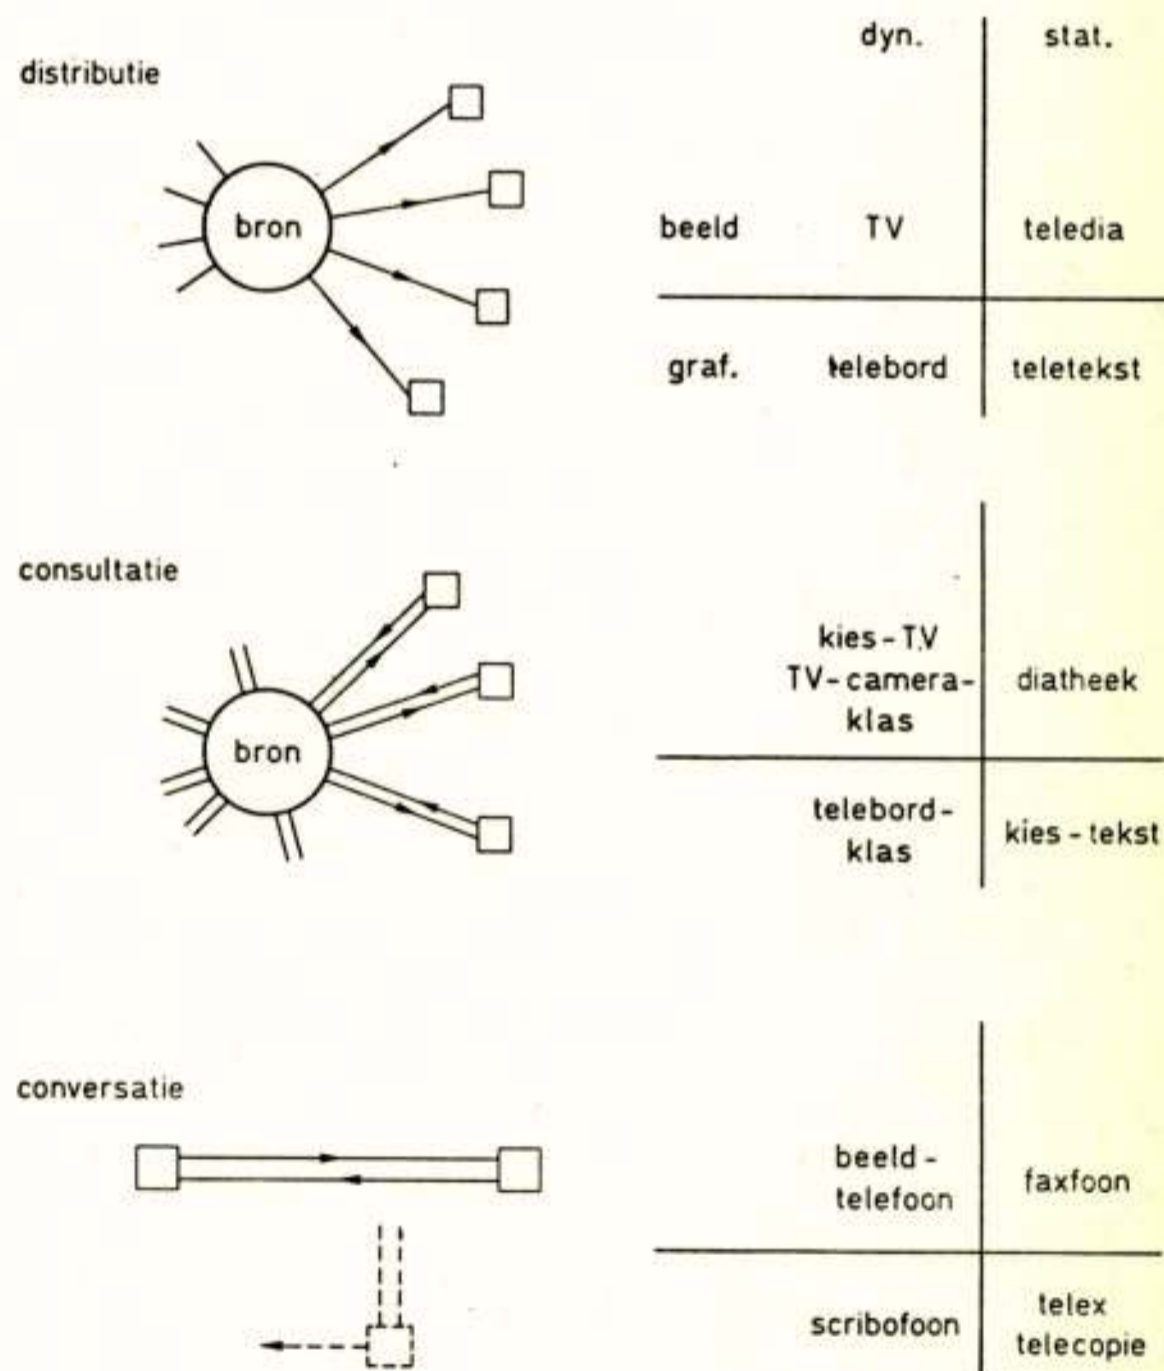 distributie
bron
dyn. stat.
beeld TV teledia
graf. telebord teletekst
consultatie
bron
kies-TV
TV-camera-
klas
diatheek
telebord-
klas
kies-tekst
conversatie
beeld-
telefoon
faxfoon
scribofoon
telex
telecopie